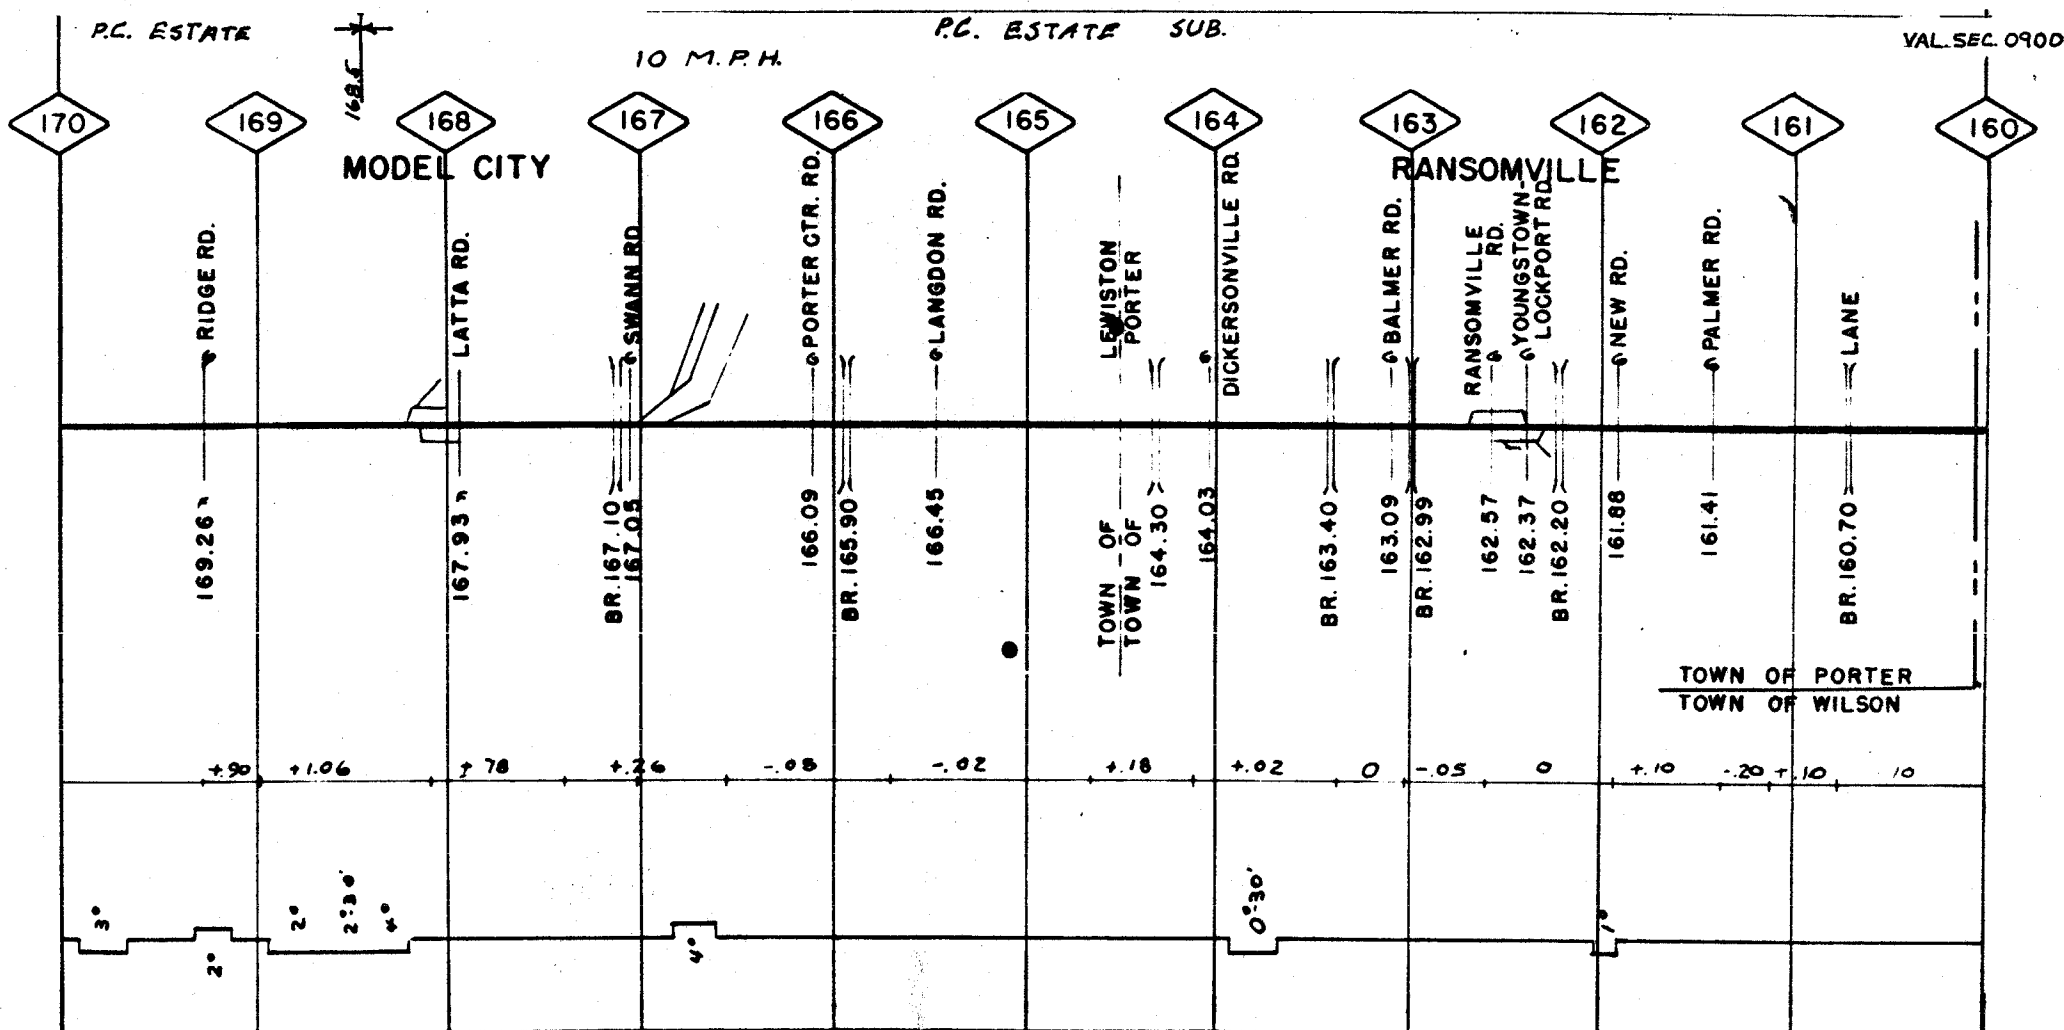 P.C. ESTATE
P.C. ESTATE SUB.
VAL. SEC. 0900
10 M.P.H.
168.5
170
169
168
167
166
165
164
163
162
161
160
MODEL CITY
RANSOMVILLE
RIDGE RD.
LATTA RD.
SWANN RD.
PORTER CTR. RD.
LANGDON RD.
LEWISTON
PORTER
DICKERSONVILLE RD.
BALMER RD.
RANSOMVILLE
RD.
YOUNGSTOWN-
LOCKPORT RD.
NEW RD.
PALMER RD.
LANE
169.26
167.93
BR. 167.10
167.05
166.09
BR. 165.90
166.45
TOWN OF
TOWN OF
164.30
164.03
BR. 163.40
163.09
BR. 162.99
162.57
162.37
BR. 162.20
161.88
161.41
BR. 160.70
TOWN OF PORTER
TOWN OF WILSON
+.90 +1.06 + 78 +.26 -.08 -.02 +.18 +.02 0 -.05 0 +.10 -.20 +.10 10
3°
2°
2°
2°30'
4°
4°
0°-30'
1°